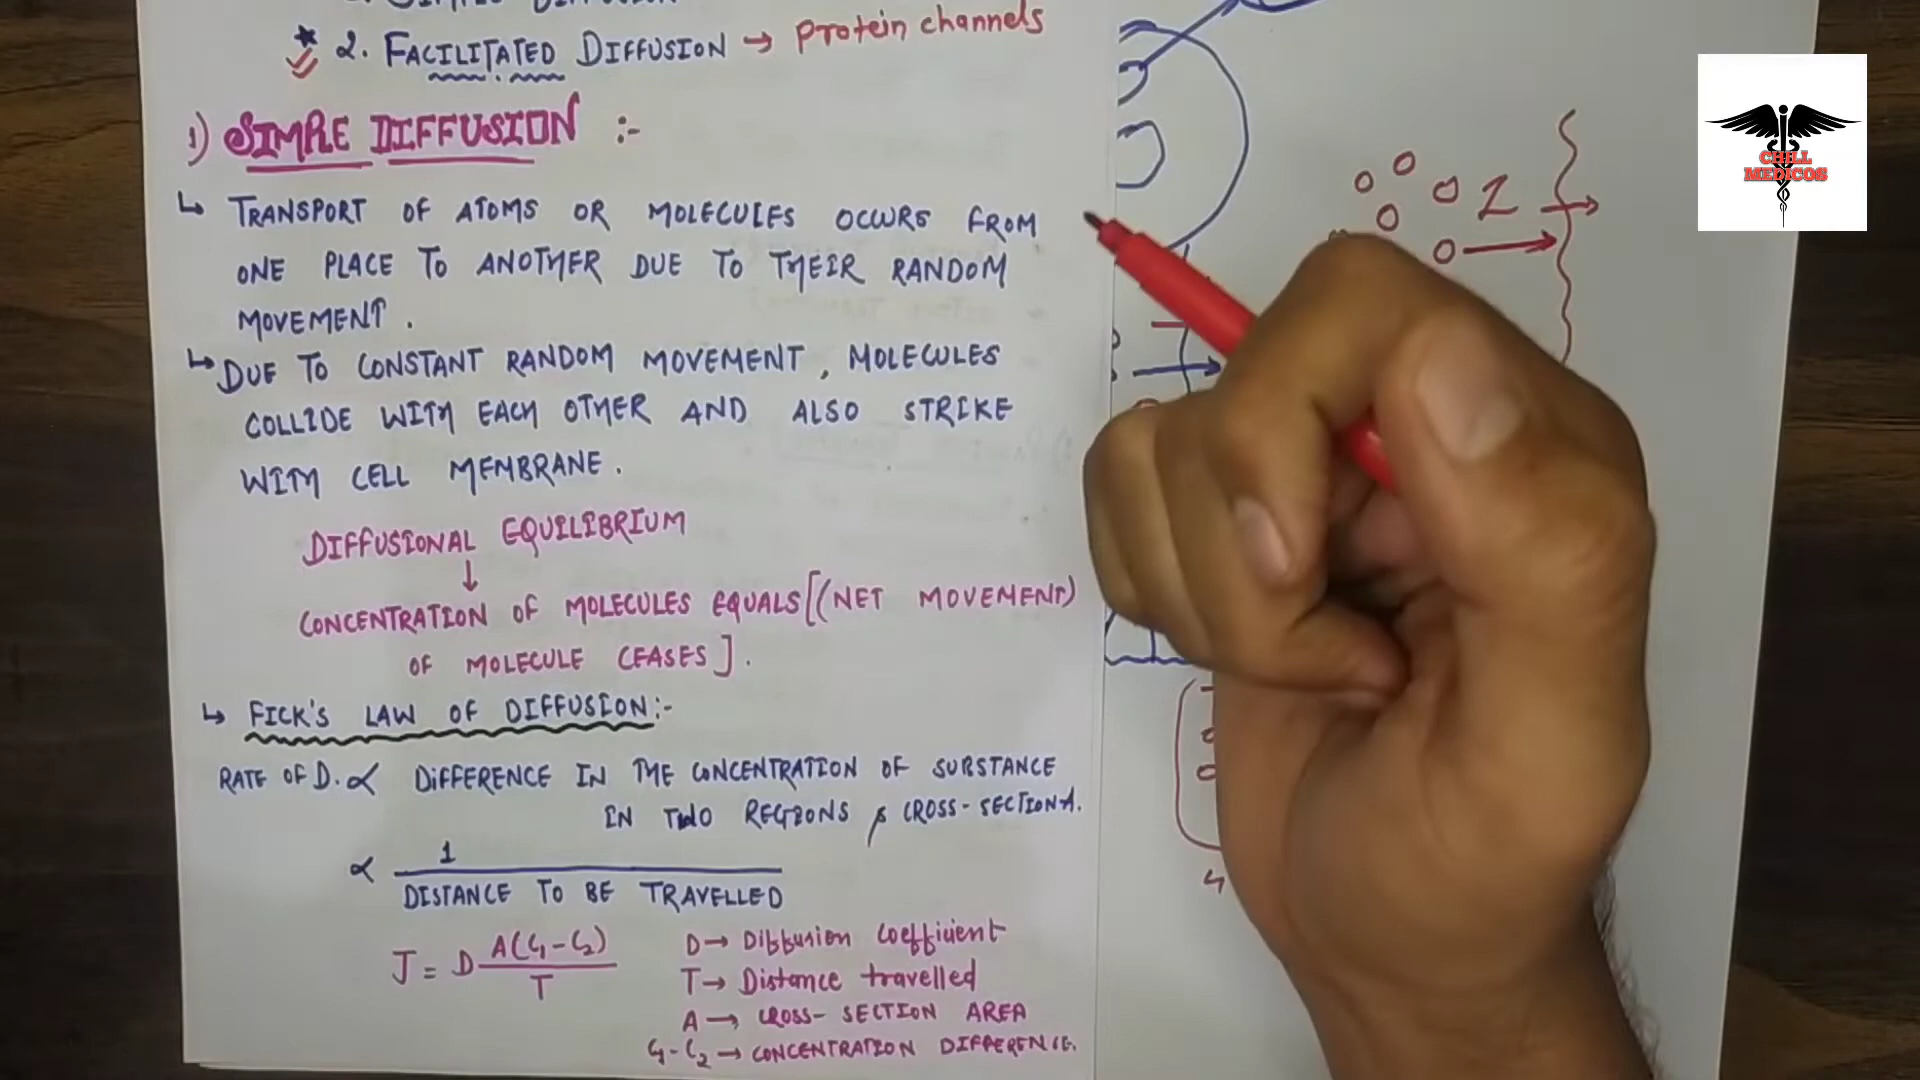 2. FACILITATED DIFFUSION → Protein channels
1) SIMPLE DIFFUSION :-
↳ TRANSPORT OF ATOMS OR MOLECULES OCCURS FROM
ONE PLACE TO ANOTHER DUE TO THEIR RANDOM
MOVEMENT.
↳ DUE TO CONSTANT RANDOM MOVEMENT, MOLECULES
COLLIDE WITH EACH OTHER AND ALSO STRIKE
WITH CELL MEMBRANE.
DIFFUSIONAL EQUILIBRIUM
↓
CONCENTRATION OF MOLECULES EQUALS [(NET MOVEMENT)
OF MOLECULE CEASES].
↳ FICK'S LAW OF DIFFUSION:-
RATE OF D. ∝ DIFFERENCE IN THE CONCENTRATION OF SUBSTANCE
IN TWO REGIONS & CROSS-SECTION A.
∝ 1
DISTANCE TO BE TRAVELLED
J = D A(C₁-C₂)
T
D → Diffusion Coefficient
T → Distance travelled
A → CROSS-SECTION AREA
C₁-C₂ → CONCENTRATION DIFFERENCE.
CHILL
MEDICOS